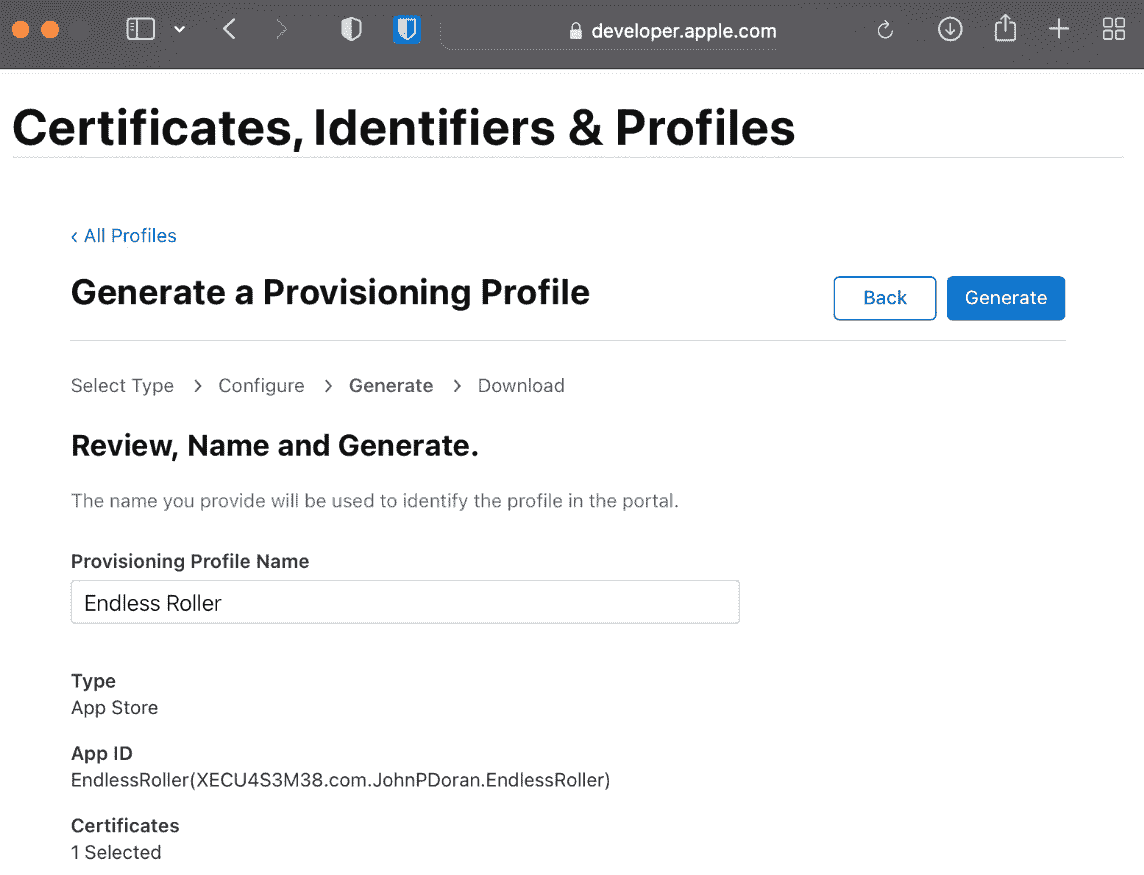 developer.apple.com
Certificates, Identifiers & Profiles
‹ All Profiles
Generate a Provisioning Profile
Back
Generate
Select Type > Configure > Generate > Download
Review, Name and Generate.
The name you provide will be used to identify the profile in the portal.
Provisioning Profile Name
Endless Roller
Type
App Store
App ID
EndlessRoller(XECU4S3M38.com.JohnPDoran.EndlessRoller)
Certificates
1 Selected